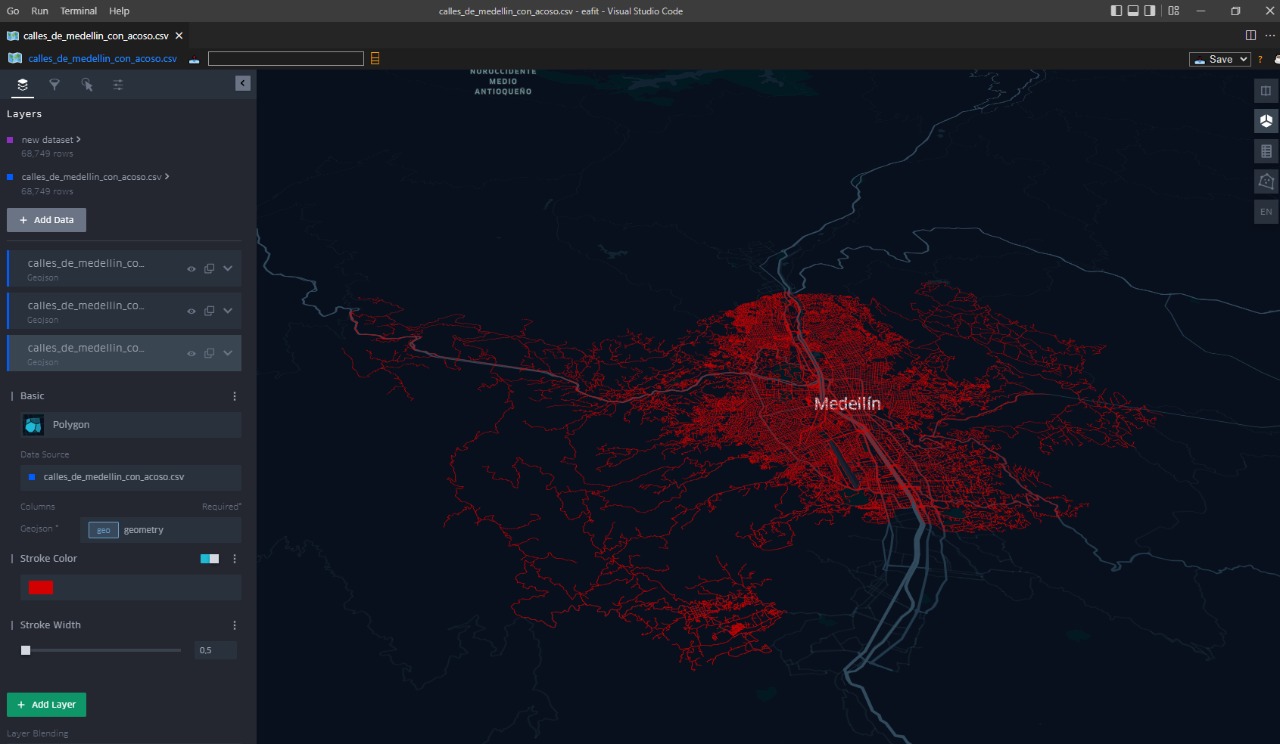 Go Run Terminal Help
calles_de_medellin_con_acoso.csv - eafit - Visual Studio Code
calles_de_medellin_con_acoso.csv
calles_de_medellin_con_acoso.csv
Save
?
Layers
new dataset
68,749 rows
calles_de_medellin_con_acoso.csv
68,749 rows
+ Add Data
calles_de_medellin_co...
Geojson
calles_de_medellin_co...
Geojson
calles_de_medellin_co...
Geojson
Basic
Polygon
Data Source
calles_de_medellin_con_acoso.csv
Columns Required*
Geojson * geo geometry
Stroke Color
Stroke Width
0,5
+ Add Layer
Layer Blending
NOROCCIDENTE
MEDIO
ANTIOQUEÑO
Medellín
EN